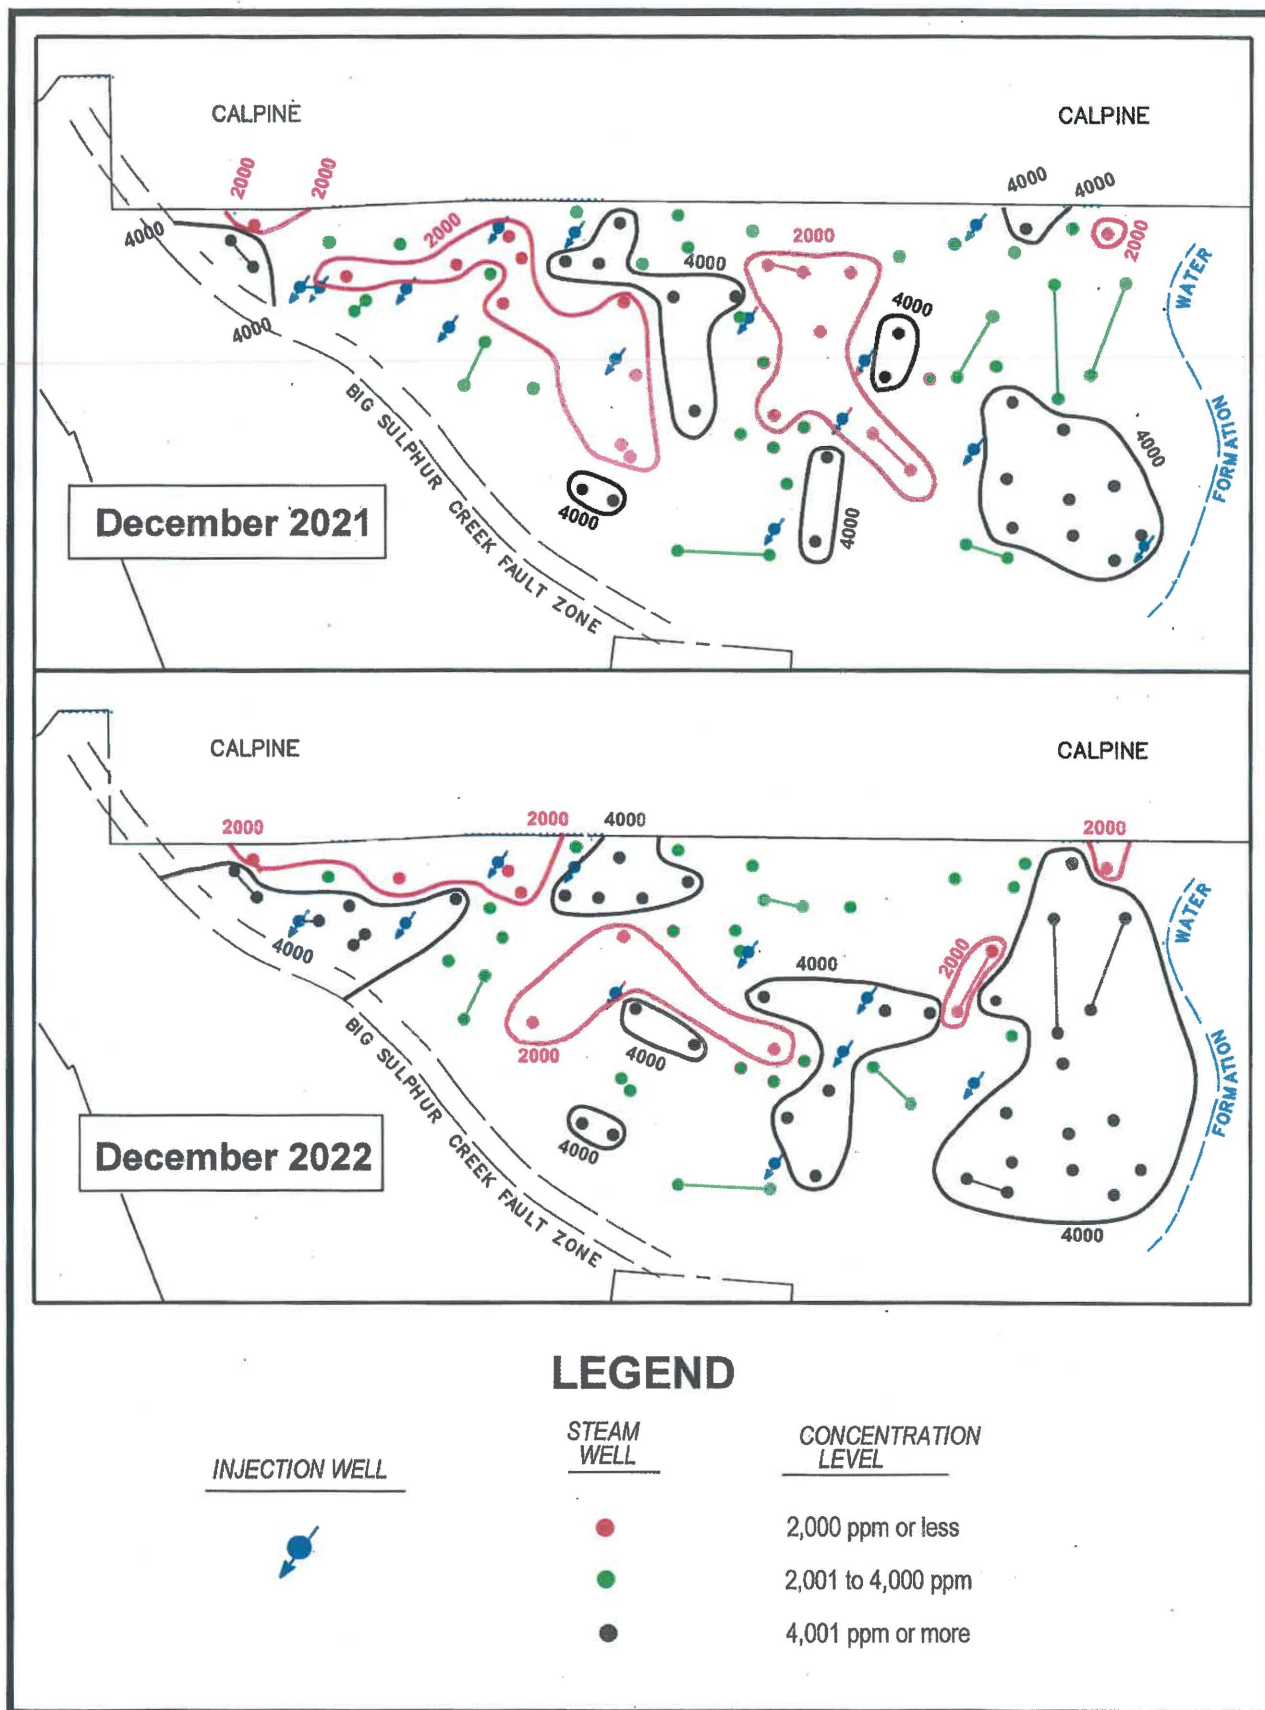 CALPINE
CALPINE
2000
2000
4000
4000
2000
4000
2000
4000
4000
4000
2000
4000
4000
4000
4000
4000
WATER
FORMATION
BIG SULPHUR CREEK FAULT ZONE
December 2021
CALPINE
CALPINE
2000
2000
4000
2000
4000
4000
2000
2000
4000
4000
4000
WATER
FORMATION
BIG SULPHUR CREEK FAULT ZONE
December 2022
LEGEND
INJECTION WELL
STEAM
WELL
CONCENTRATION
LEVEL
2,000 ppm or less
2,001 to 4,000 ppm
4,001 ppm or more